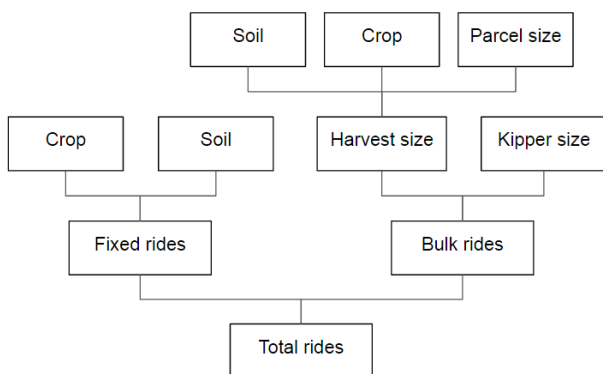 Soil
Crop
Parcel size
Crop
Soil
Harvest size
Kipper size
Fixed rides
Bulk rides
Total rides